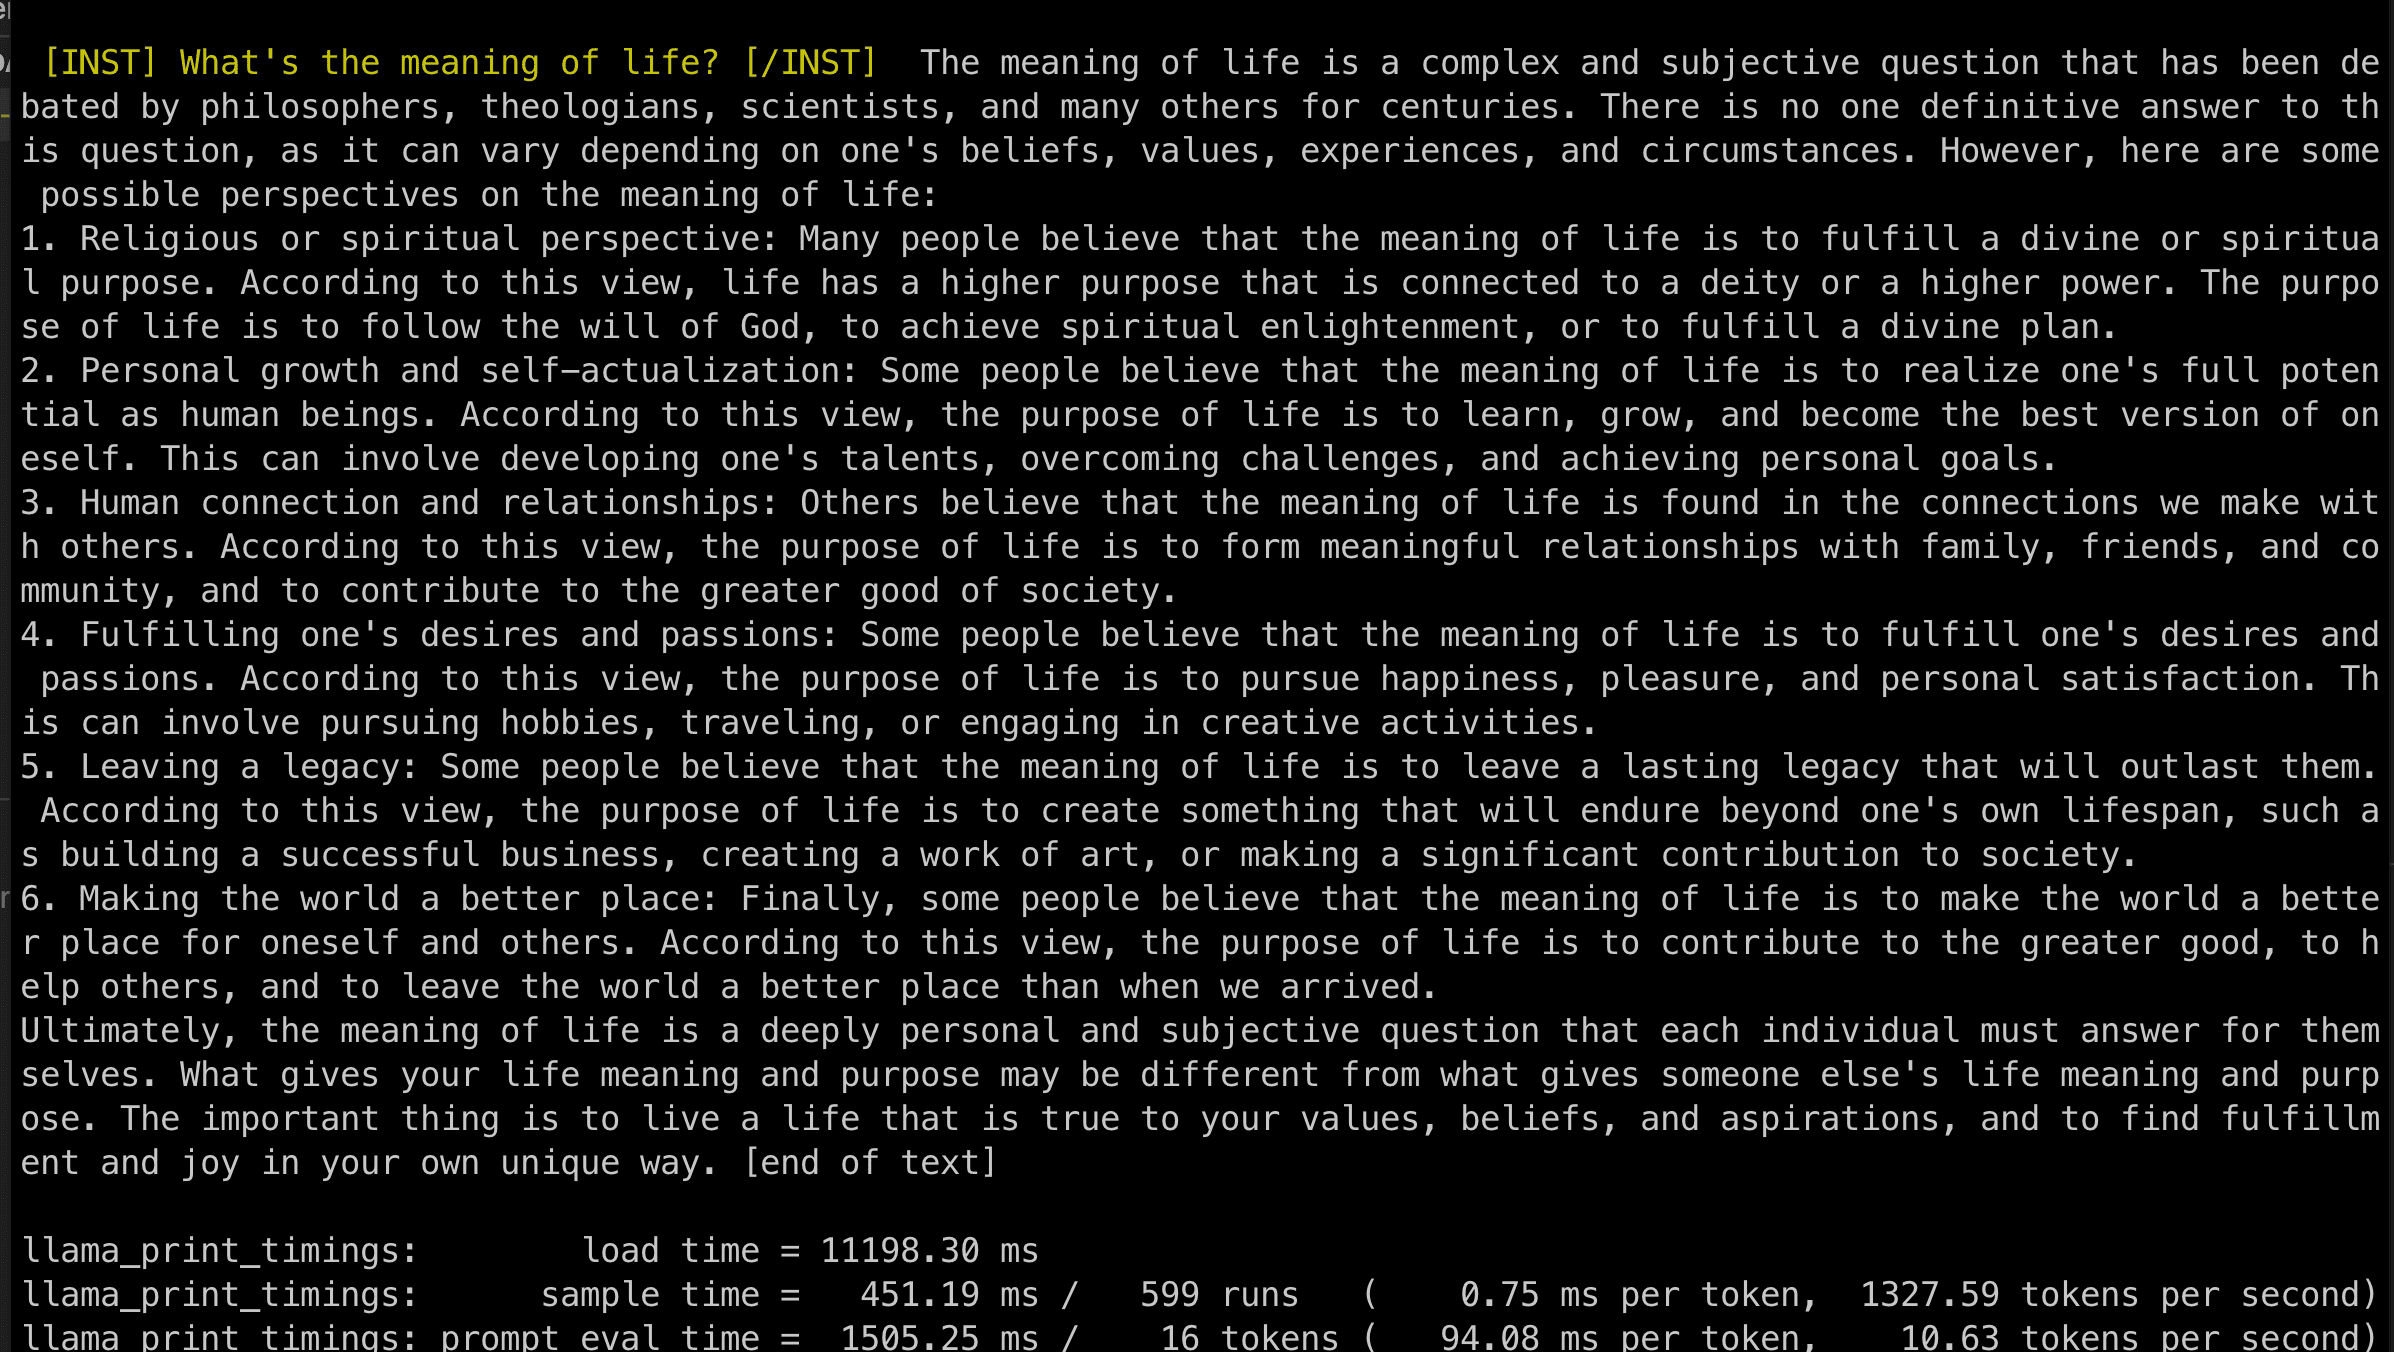 [INST] What's the meaning of life? [/INST]  The meaning of life is a complex and subjective question that has been de
bated by philosophers, theologians, scientists, and many others for centuries. There is no one definitive answer to th
is question, as it can vary depending on one's beliefs, values, experiences, and circumstances. However, here are some
 possible perspectives on the meaning of life:
1. Religious or spiritual perspective: Many people believe that the meaning of life is to fulfill a divine or spiritua
l purpose. According to this view, life has a higher purpose that is connected to a deity or a higher power. The purpo
se of life is to follow the will of God, to achieve spiritual enlightenment, or to fulfill a divine plan.
2. Personal growth and self-actualization: Some people believe that the meaning of life is to realize one's full poten
tial as human beings. According to this view, the purpose of life is to learn, grow, and become the best version of on
eself. This can involve developing one's talents, overcoming challenges, and achieving personal goals.
3. Human connection and relationships: Others believe that the meaning of life is found in the connections we make wit
h others. According to this view, the purpose of life is to form meaningful relationships with family, friends, and co
mmunity, and to contribute to the greater good of society.
4. Fulfilling one's desires and passions: Some people believe that the meaning of life is to fulfill one's desires and
 passions. According to this view, the purpose of life is to pursue happiness, pleasure, and personal satisfaction. Th
is can involve pursuing hobbies, traveling, or engaging in creative activities.
5. Leaving a legacy: Some people believe that the meaning of life is to leave a lasting legacy that will outlast them.
 According to this view, the purpose of life is to create something that will endure beyond one's own lifespan, such a
s building a successful business, creating a work of art, or making a significant contribution to society.
6. Making the world a better place: Finally, some people believe that the meaning of life is to make the world a bette
r place for oneself and others. According to this view, the purpose of life is to contribute to the greater good, to h
elp others, and to leave the world a better place than when we arrived.
Ultimately, the meaning of life is a deeply personal and subjective question that each individual must answer for them
selves. What gives your life meaning and purpose may be different from what gives someone else's life meaning and purp
ose. The important thing is to live a life that is true to your values, beliefs, and aspirations, and to find fulfillm
ent and joy in your own unique way. [end of text]
llama_print_timings:        load time = 11198.30 ms
llama_print_timings:      sample time =   451.19 ms /   599 runs   (    0.75 ms per token,  1327.59 tokens per second)
llama_print_timings: prompt eval time =  1505.25 ms /    16 tokens (   94.08 ms per token,    10.63 tokens per second)